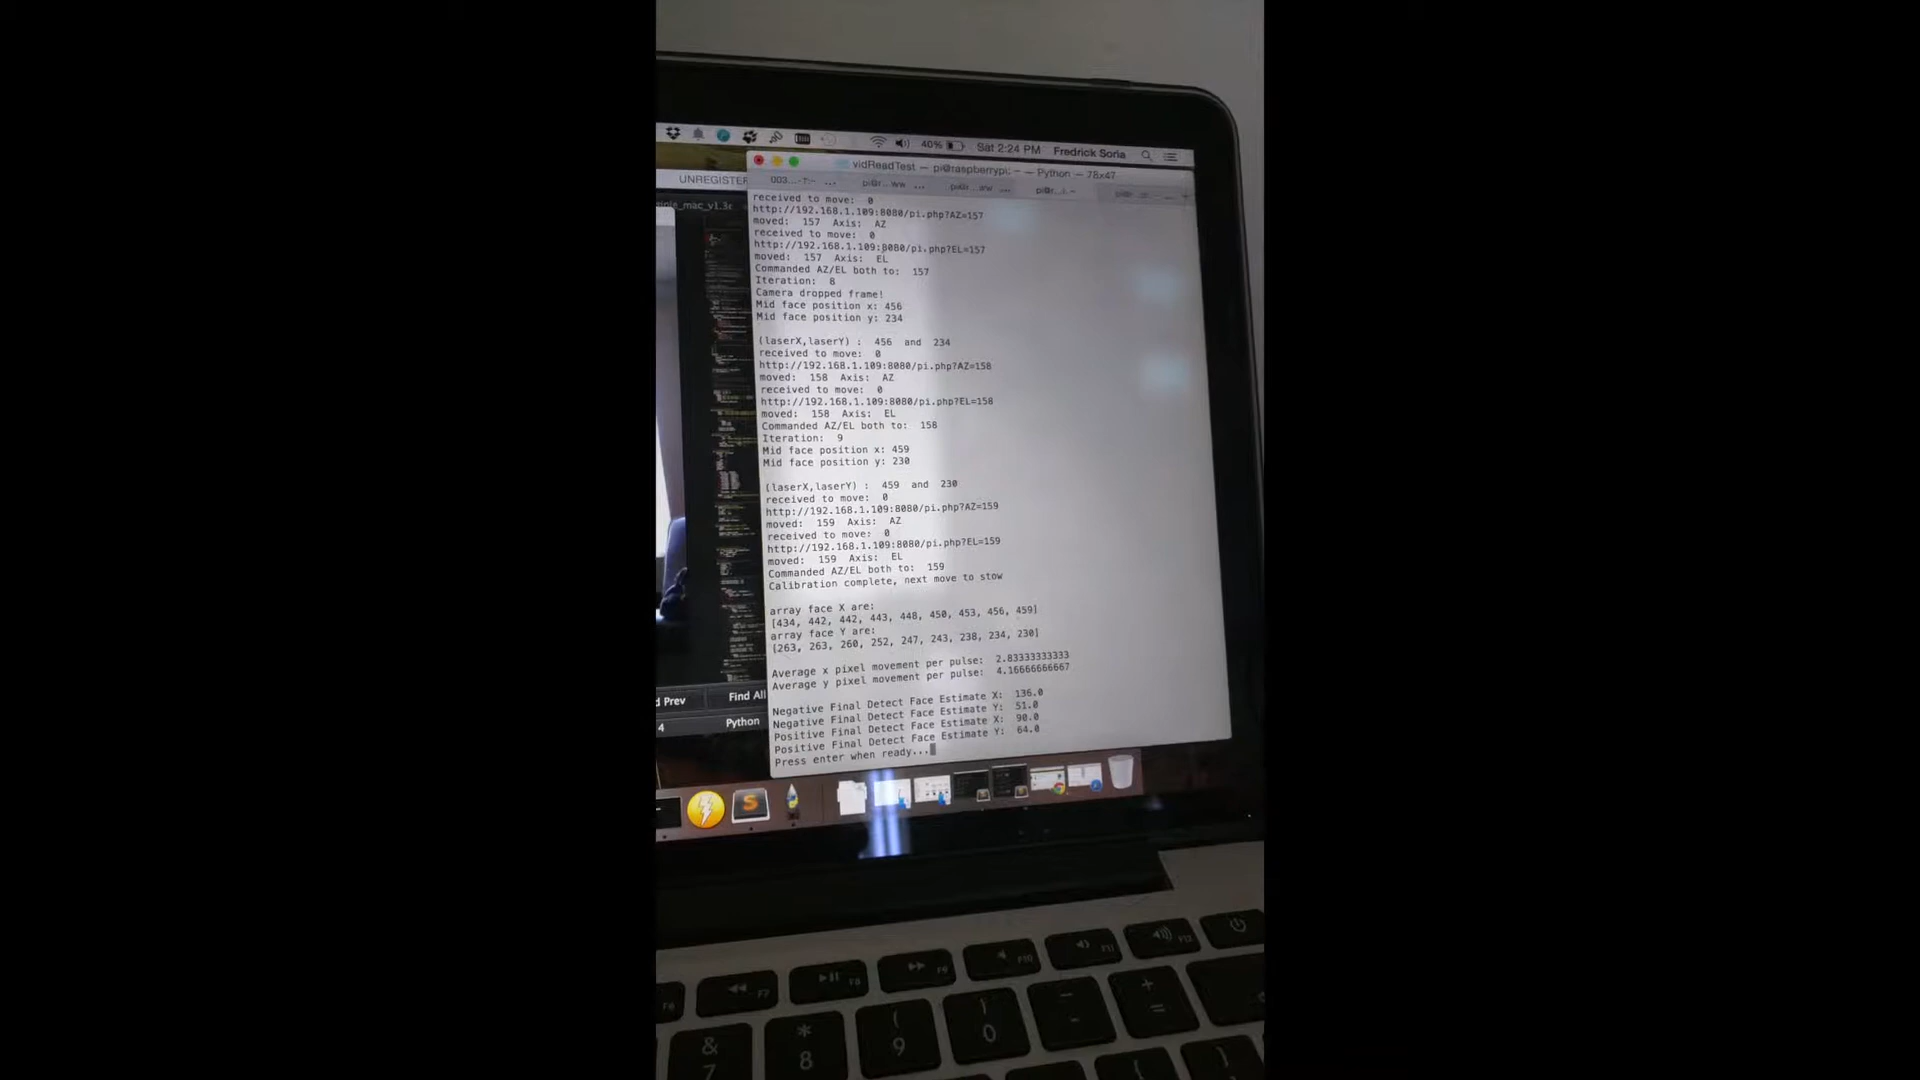 40% Sat 2:24 PM Fredrick Soria
vidReadTest — pi@raspberrypi: ~ — Python — 78x47
UNREGISTER
received to move: 0
http://192.168.1.109:8080/pi.php?AZ=157
moved: 157 Axis: AZ
received to move: 0
http://192.168.1.109:8080/pi.php?EL=157
moved: 157 Axis: EL
Commanded AZ/EL both to: 157
Iteration: 8
Camera dropped frame!
Mid face position x: 456
Mid face position y: 234
(laserX,laserY) : 456 and 234
received to move: 0
http://192.168.1.109:8080/pi.php?AZ=158
moved: 158 Axis: AZ
received to move: 0
http://192.168.1.109:8080/pi.php?EL=158
moved: 158 Axis: EL
Commanded AZ/EL both to: 158
Iteration: 9
Mid face position x: 459
Mid face position y: 230
(laserX,laserY) : 459 and 230
received to move: 0
http://192.168.1.109:8080/pi.php?AZ=159
moved: 159 Axis: AZ
received to move: 0
http://192.168.1.109:8080/pi.php?EL=159
moved: 159 Axis: EL
Commanded AZ/EL both to: 159
Calibration complete, next move to stow
array face X are:
[434, 442, 442, 443, 448, 450, 453, 456, 459]
array face Y are:
[263, 263, 260, 252, 247, 243, 238, 234, 230]
Average x pixel movement per pulse: 2.83333333333
Average y pixel movement per pulse: 4.16666666667
Negative Final Detect Face Estimate X: 136.0
Negative Final Detect Face Estimate Y: 51.0
Positive Final Detect Face Estimate X: 90.0
Positive Final Detect Face Estimate Y: 64.0
Press enter when ready...
d Prev Find All
4 Python
F6 F7 F8 F9 F10 F11 F12
& 7 * 8 ( 9 ) 0 - + =